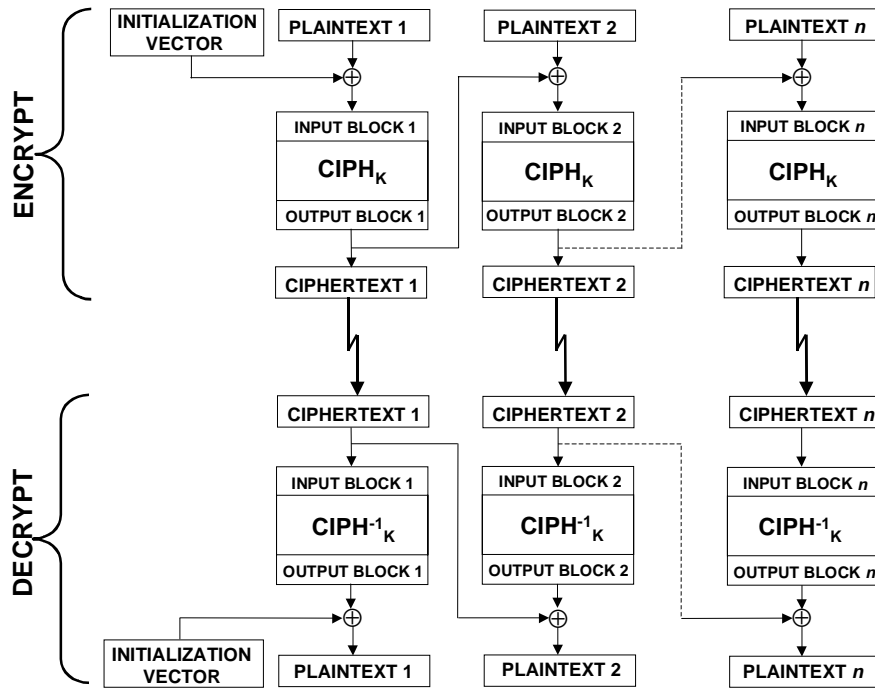 ENCRYPT
INITIALIZATION
VECTOR
PLAINTEXT 1
PLAINTEXT 2
PLAINTEXT n
INPUT BLOCK 1
INPUT BLOCK 2
INPUT BLOCK n
CIPHK
CIPHK
CIPHK
OUTPUT BLOCK 1
OUTPUT BLOCK 2
OUTPUT BLOCK n
CIPHERTEXT 1
CIPHERTEXT 2
CIPHERTEXT n
DECRYPT
CIPHERTEXT 1
CIPHERTEXT 2
CIPHERTEXT n
INPUT BLOCK 1
INPUT BLOCK 2
INPUT BLOCK n
CIPH-1K
CIPH-1K
CIPH-1K
OUTPUT BLOCK 1
OUTPUT BLOCK 2
OUTPUT BLOCK n
INITIALIZATION
VECTOR
PLAINTEXT 1
PLAINTEXT 2
PLAINTEXT n